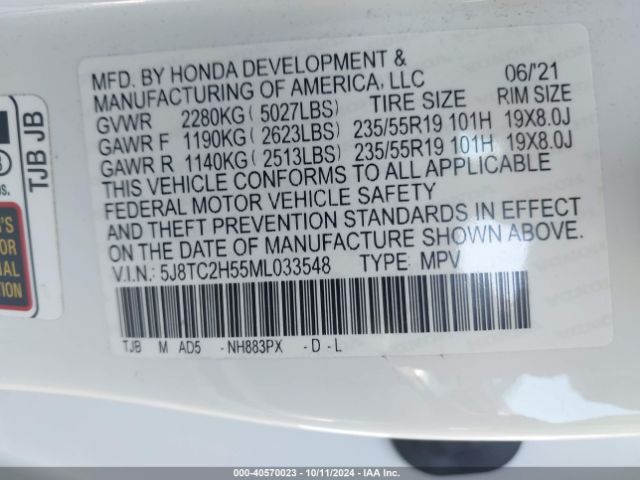 MFD. BY HONDA DEVELOPMENT &
MANUFACTURING OF AMERICA, LLC 06/'21
GVWR 2280KG (5027LBS) TIRE SIZE RIM SIZE
GAWR F 1190KG (2623LBS) 235/55R19 101H 19X8.0J
GAWR R 1140KG (2513LBS) 235/55R19 101H 19X8.0J
THIS VEHICLE CONFORMS TO ALL APPLICABLE
FEDERAL MOTOR VEHICLE SAFETY
AND THEFT PREVENTION STANDARDS IN EFFECT
ON THE DATE OF MANUFACTURE SHOWN ABOVE.
V.I.N.: 5J8TC2H55ML033548 TYPE: MPV
TJB M AD5 -NH883PX -D-L
TJB JB
000-40570023 - 10/11/2024 - IAA Inc.